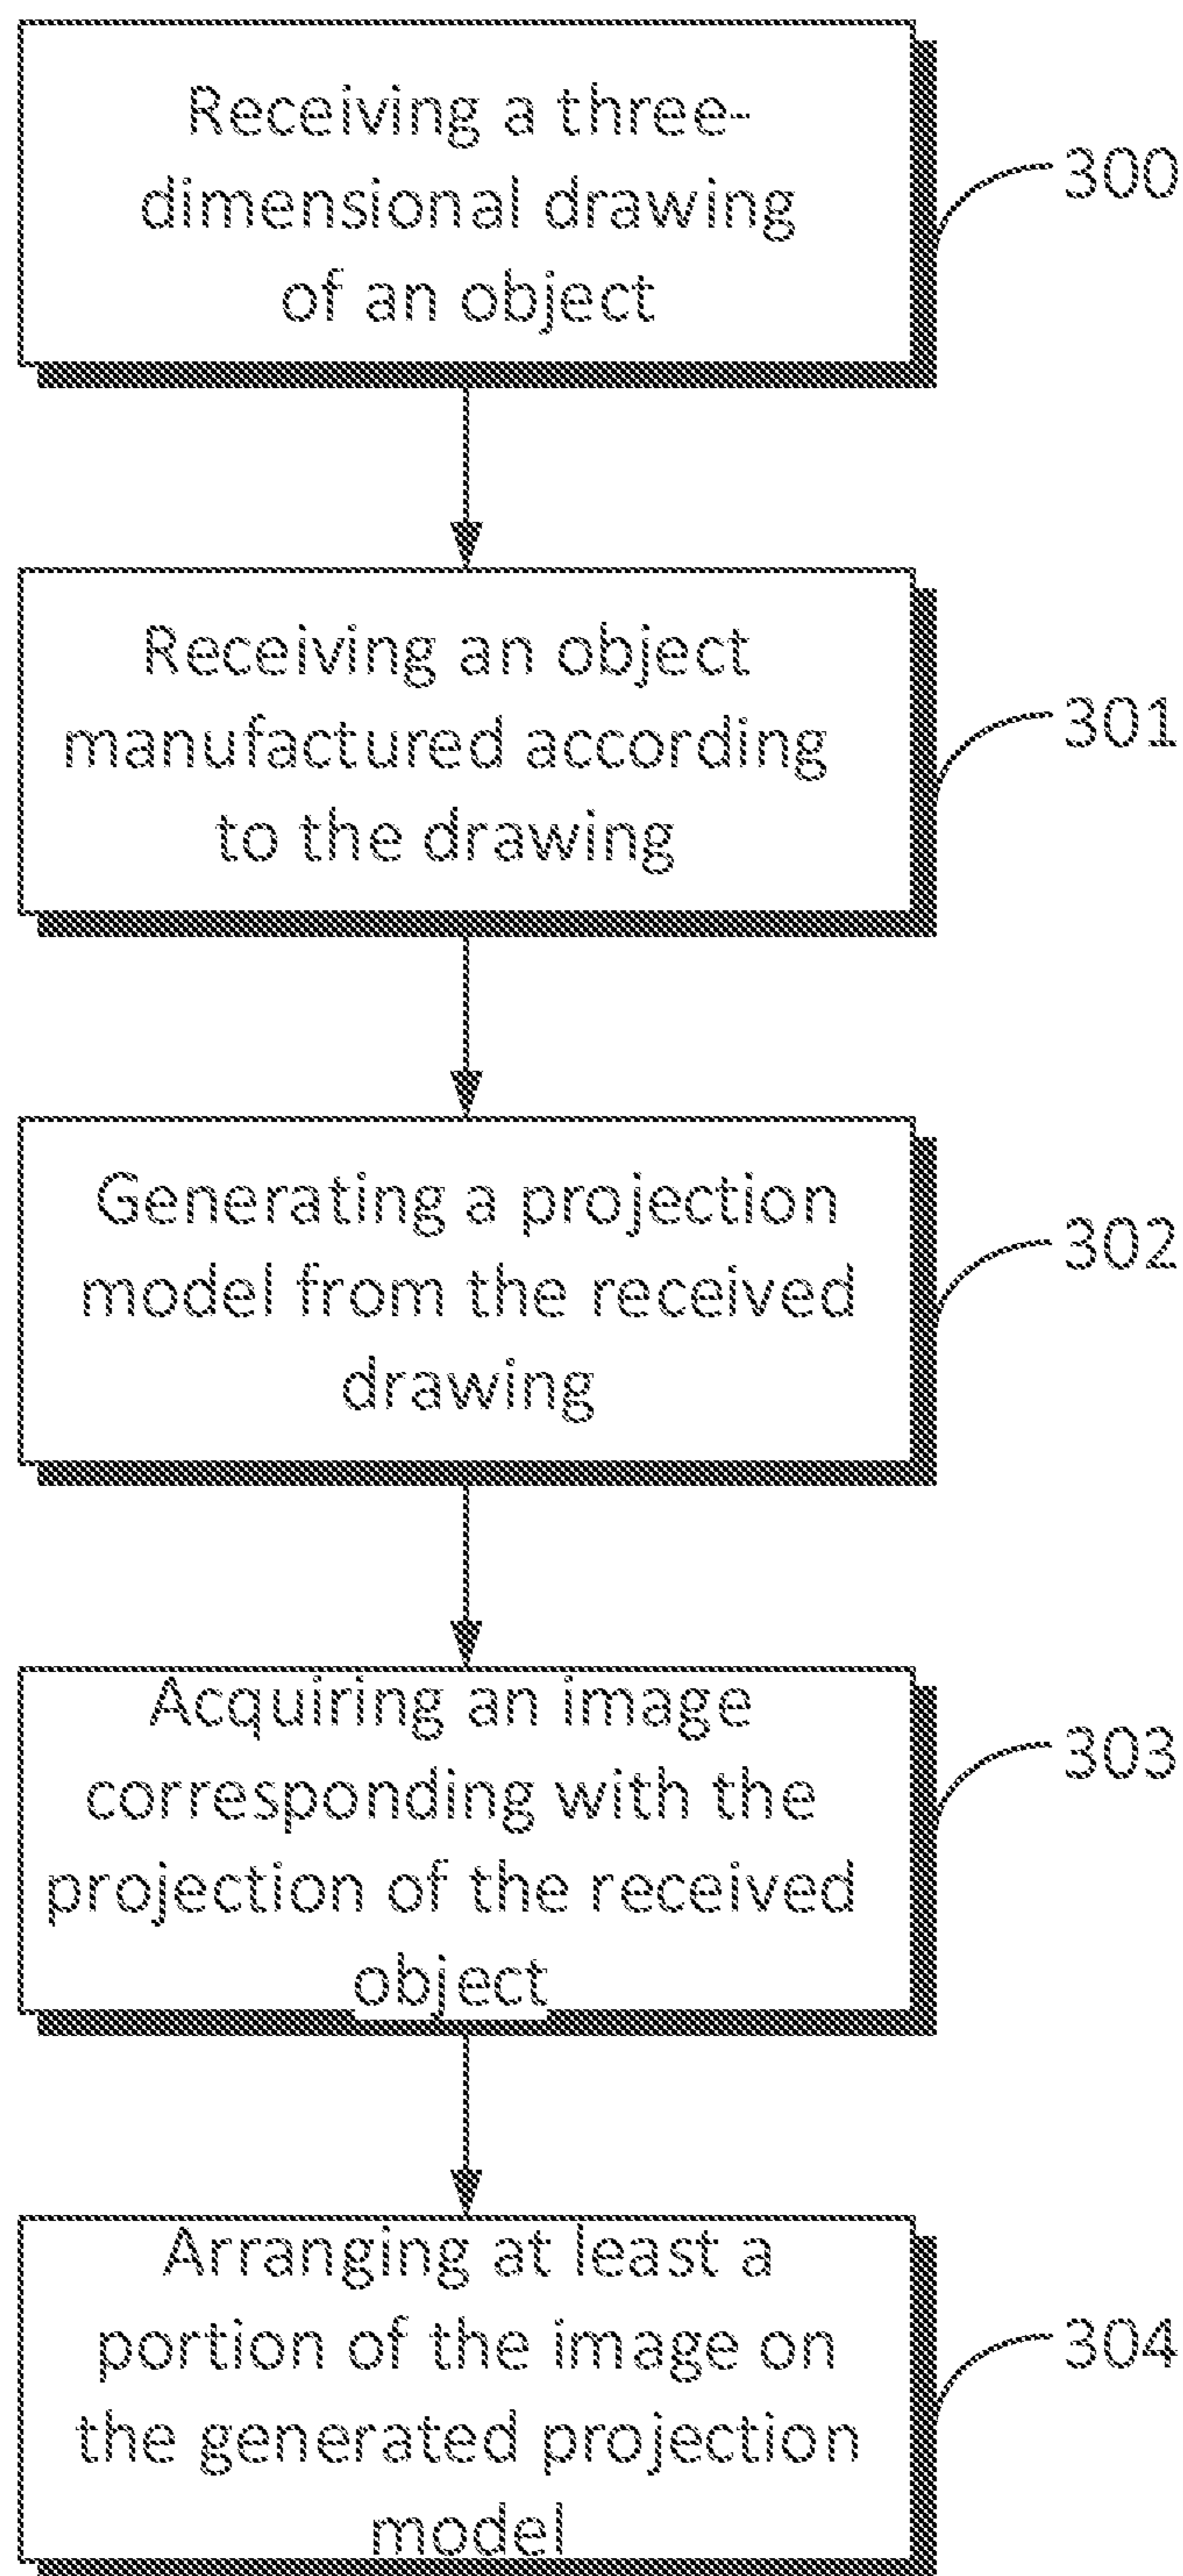 Receiving a three-
dimensional drawing
of an object
300
Receiving an object
manufactured according
to the drawing
301
Generating a projection
model from the received
drawing
302
Acquiring an image
corresponding with the
projection of the received
object
303
Arranging at least a
portion of the image on
the generated projection
model
304